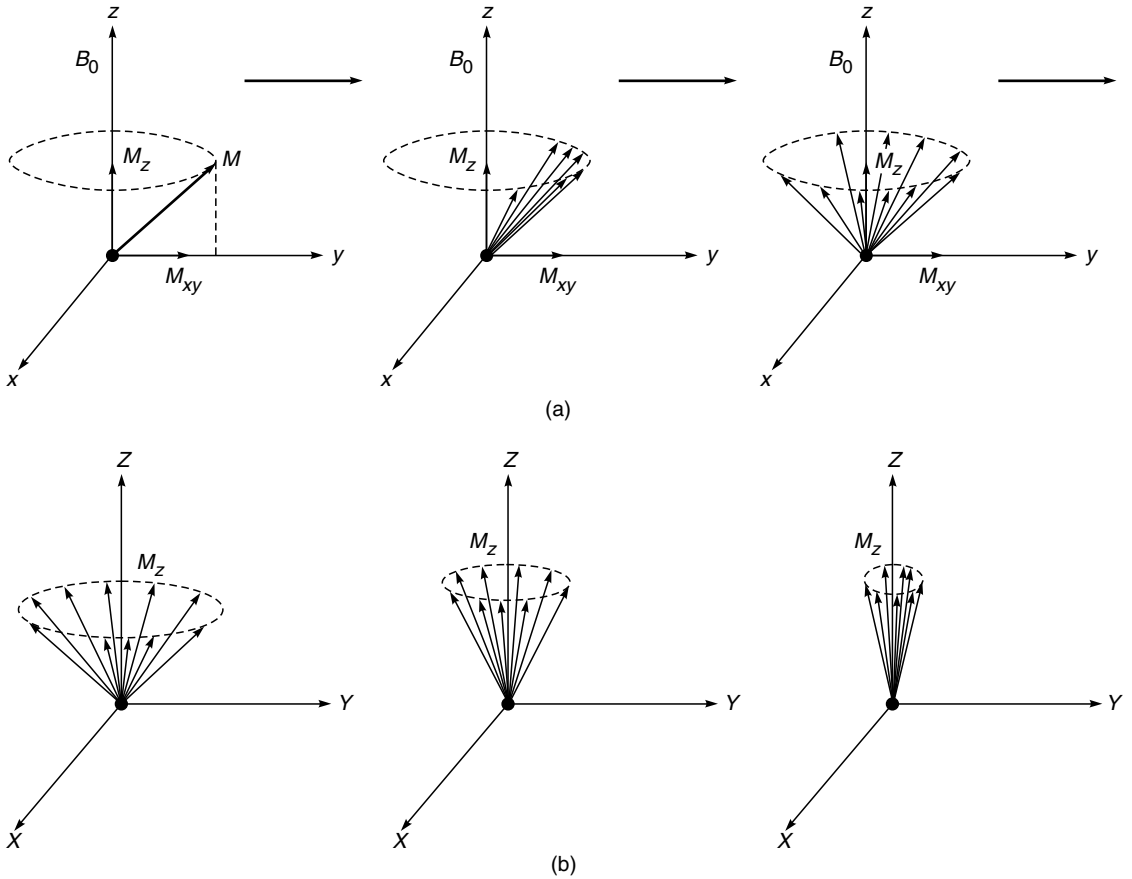 z z z
B0 B0 B0
Mz M Mz Mz
y y y
Mxy Mxy Mxy
x x x
(a)
Z Z Z
Mz Mz Mz
Y Y Y
X X X
(b)